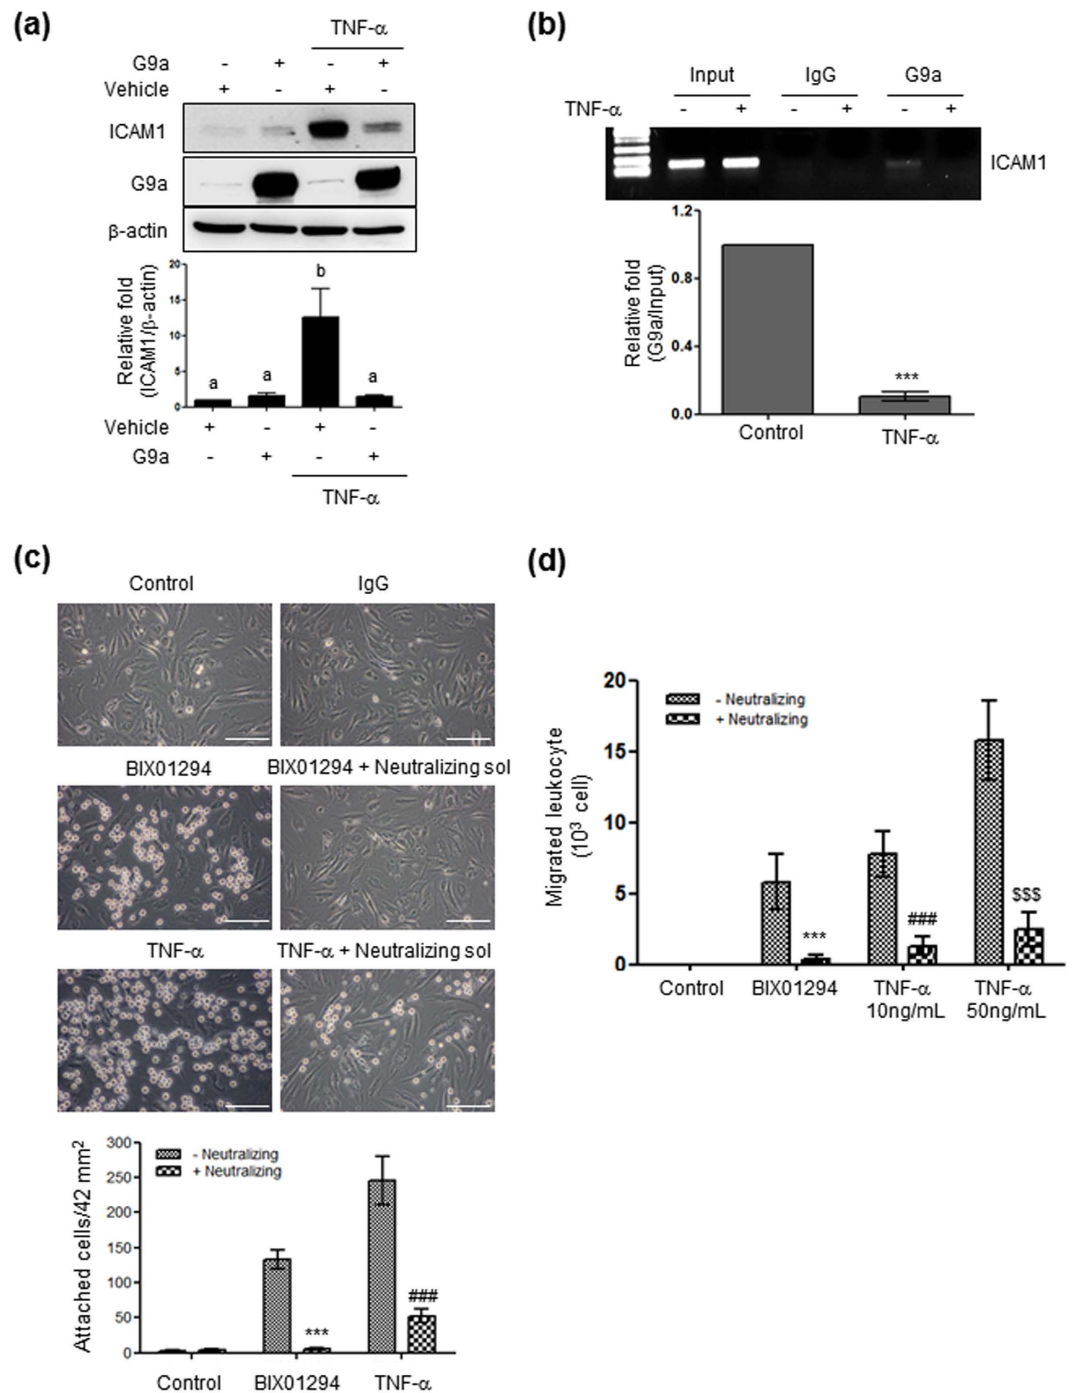 (a)
TNF-α
G9a - + - +
Vehicle + - + -
ICAM1
G9a
β-actin
Relative fold
(ICAM1/β-actin)
20
15
10
5
0
a a b a
Vehicle + - + -
G9a - + - +
TNF-α
(b)
Input IgG G9a
TNF-α - + - + - +
ICAM1
Relative fold
(G9a/Input)
1.2
0.8
0.4
0.0
***
Control TNF-α
(c)
Control IgG
BIX01294 BIX01294 + Neutralizing sol
TNF-α TNF-α + Neutralizing sol
Attached cells/42 mm²
300
250
200
150
100
50
0
- Neutralizing
+ Neutralizing
***
###
Control BIX01294 TNF-α
(d)
Migrated leukocyte
(10³ cell)
20
15
10
5
0
- Neutralizing
+ Neutralizing
***
###
$$$
Control BIX01294 TNF-α TNF-α
10ng/mL 50ng/mL